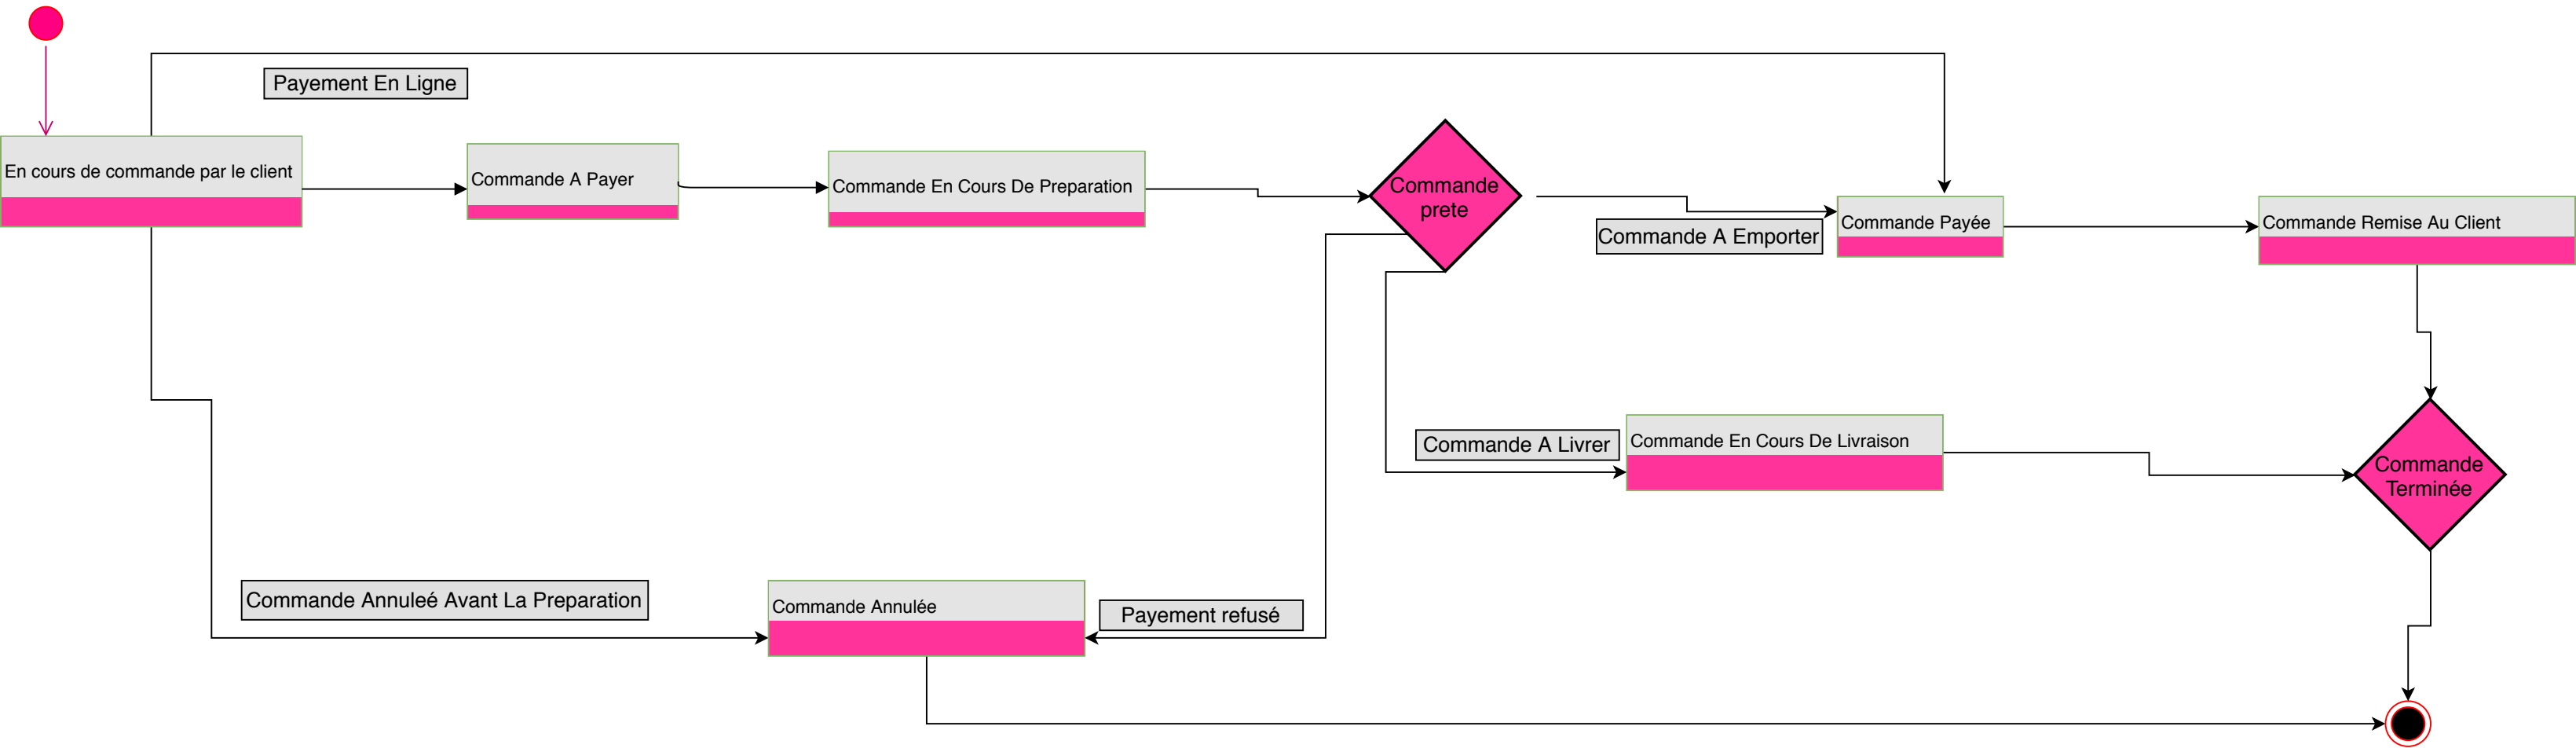 Payement En Ligne
En cours de commande par le client
Commande A Payer
Commande En Cours De Preparation
Commande
prete
Commande A Emporter
Commande Payée
Commande Remise Au Client
Commande A Livrer
Commande En Cours De Livraison
Commande
Terminée
Commande Annuleé Avant La Preparation
Commande Annulée
Payement refusé